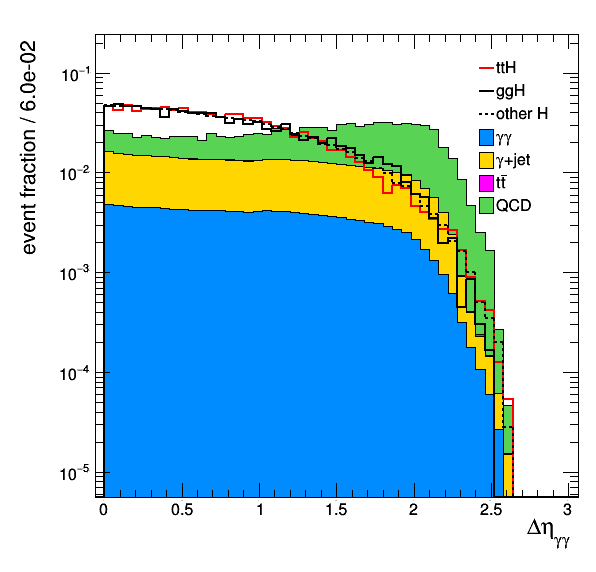 event fraction / 6.0e-02
10⁻¹
10⁻²
10⁻³
10⁻⁴
10⁻⁵
ttH
ggH
other H
γγ
γ+jet
tt̄
QCD
0 0.5 1 1.5 2 2.5 3
Δη_γγ